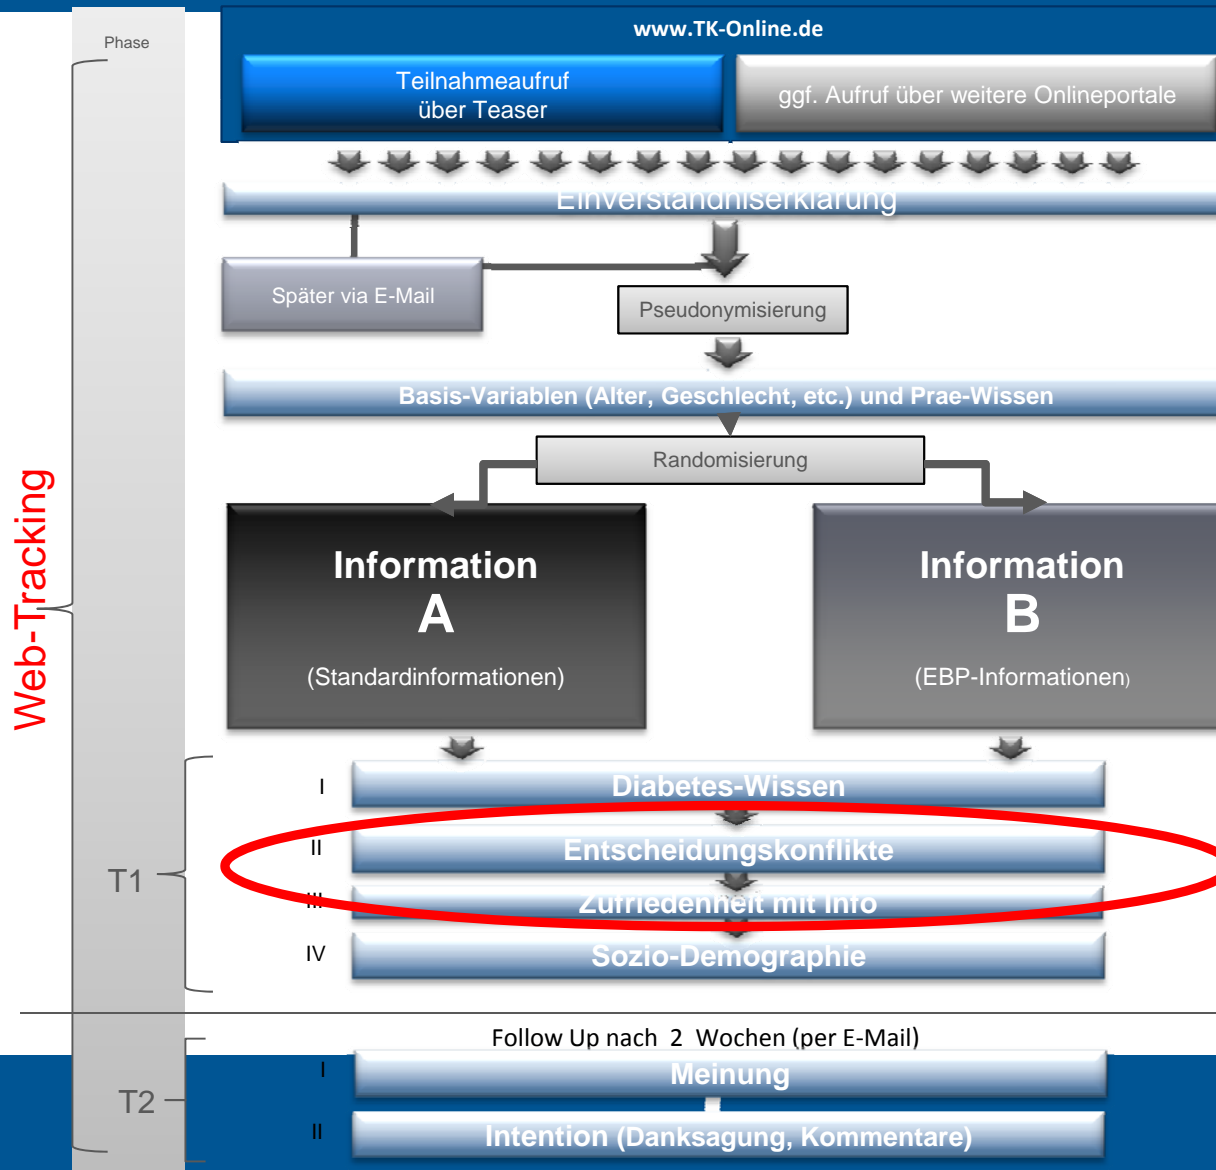 www.TK-Online.de
Phase
Teilnahmeaufruf
über Teaser
ggf. Aufruf über weitere Onlineportale
Einverständniserklärung
Später via E-Mail
Pseudonymisierung
Basis-Variablen (Alter, Geschlecht, etc.) und Prae-Wissen
Randomisierung
Web-Tracking
Information
A
(Standardinformationen)
Information
B
(EBP-Informationen)
T1
I Diabetes-Wissen
II Entscheidungskonflikte
III Zufriedenheit mit Info
IV Sozio-Demographie
Follow Up nach 2 Wochen (per E-Mail)
T2
I Meinung
II Intention (Danksagung, Kommentare)